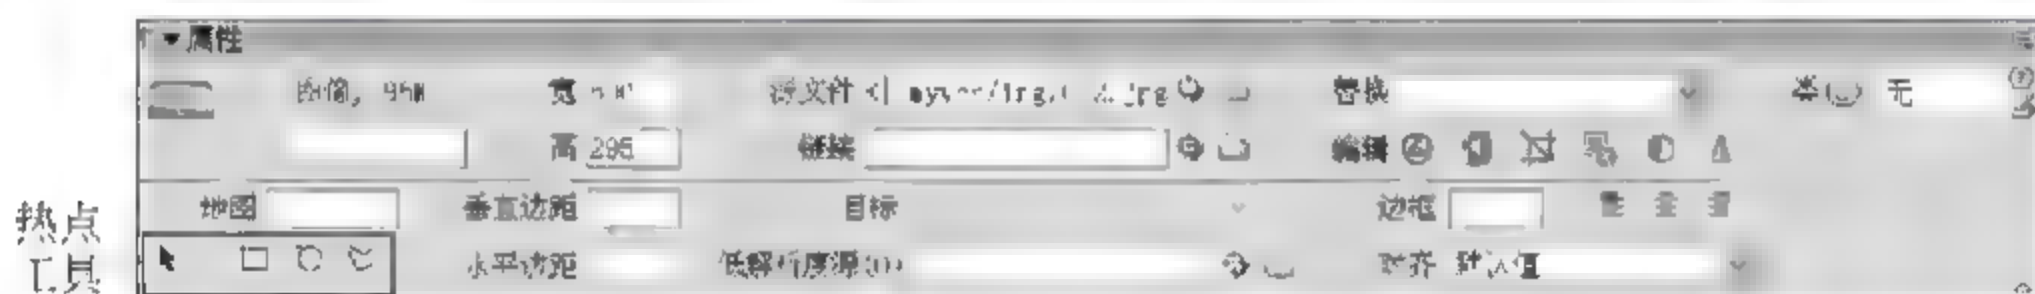 属性
图像, 95K 宽 源文件 替换 类(C) 无
高 295 链接 编辑
地图 垂直边距 目标 边框
热点
工具
水平边距 低解析度源(O) 对齐 默认值